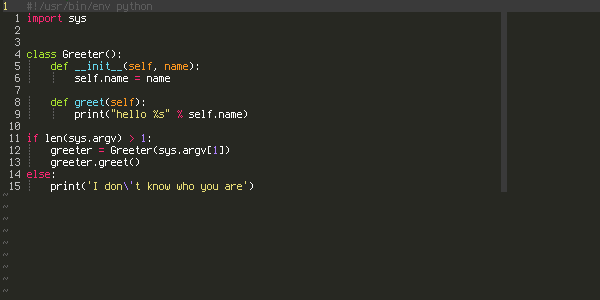 1 #!/usr/bin/env python
1 import sys
2
3
4 class Greeter():
5     def __init__(self, name):
6         self.name = name
7
8     def greet(self):
9         print("hello %s" % self.name)
10
11 if len(sys.argv) > 1:
12     greeter = Greeter(sys.argv[1])
13     greeter.greet()
14 else:
15     print('I don\'t know who you are')
~
~
~
~
~
~
~
~
~